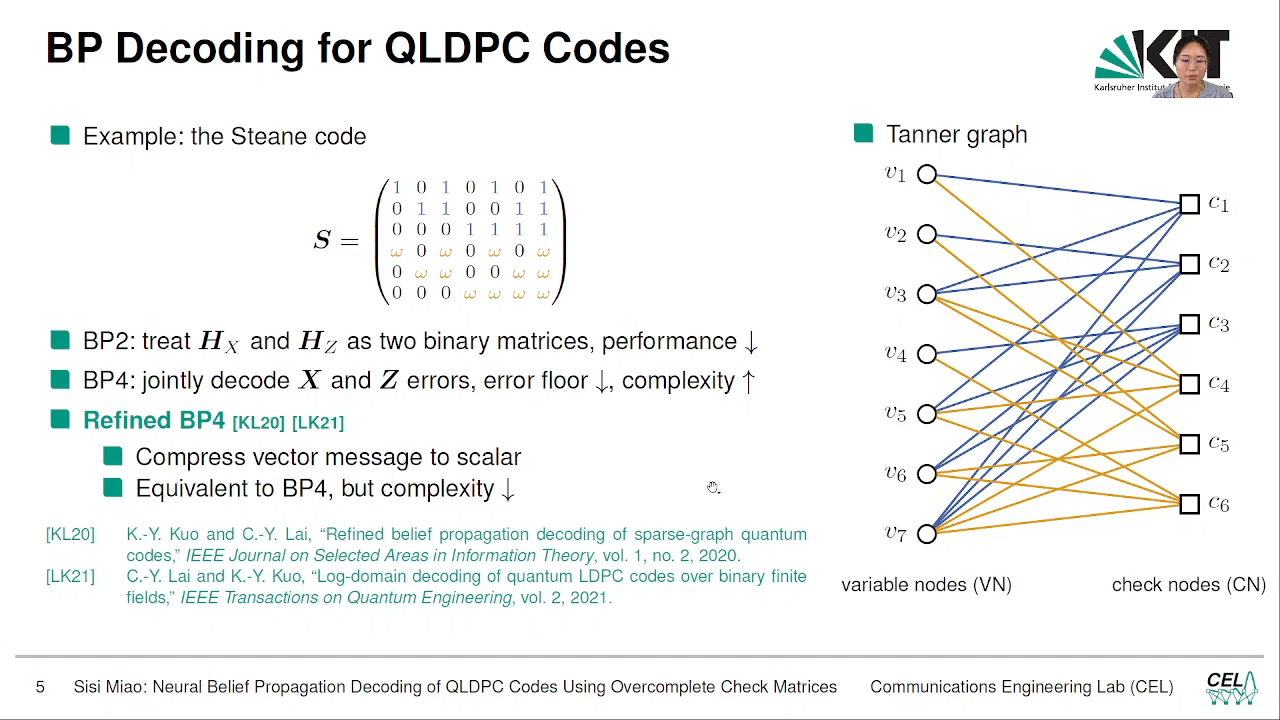 BP Decoding for QLDPC Codes
KIT
Karlsruher Institut
Example: the Steane code
S =
1 0 1 0 1 0 1
0 1 1 0 0 1 1
0 0 0 1 1 1 1
ω 0 ω 0 ω 0 ω
0 ω ω 0 0 ω ω
0 0 0 ω ω ω ω
BP2: treat H_X and H_Z as two binary matrices, performance ↓
BP4: jointly decode X and Z errors, error floor ↓, complexity ↑
Refined BP4 [KL20] [LK21]
Compress vector message to scalar
Equivalent to BP4, but complexity ↓
[KL20] K.-Y. Kuo and C.-Y. Lai, “Refined belief propagation decoding of sparse-graph quantum
codes,” IEEE Journal on Selected Areas in Information Theory, vol. 1, no. 2, 2020.
[LK21] C.-Y. Lai and K.-Y. Kuo, “Log-domain decoding of quantum LDPC codes over binary finite
fields,” IEEE Transactions on Quantum Engineering, vol. 2, 2021.
Tanner graph
v1
v2
v3
v4
v5
v6
v7
c1
c2
c3
c4
c5
c6
variable nodes (VN)
check nodes (CN)
5 Sisi Miao: Neural Belief Propagation Decoding of QLDPC Codes Using Overcomplete Check Matrices Communications Engineering Lab (CEL)
CEL